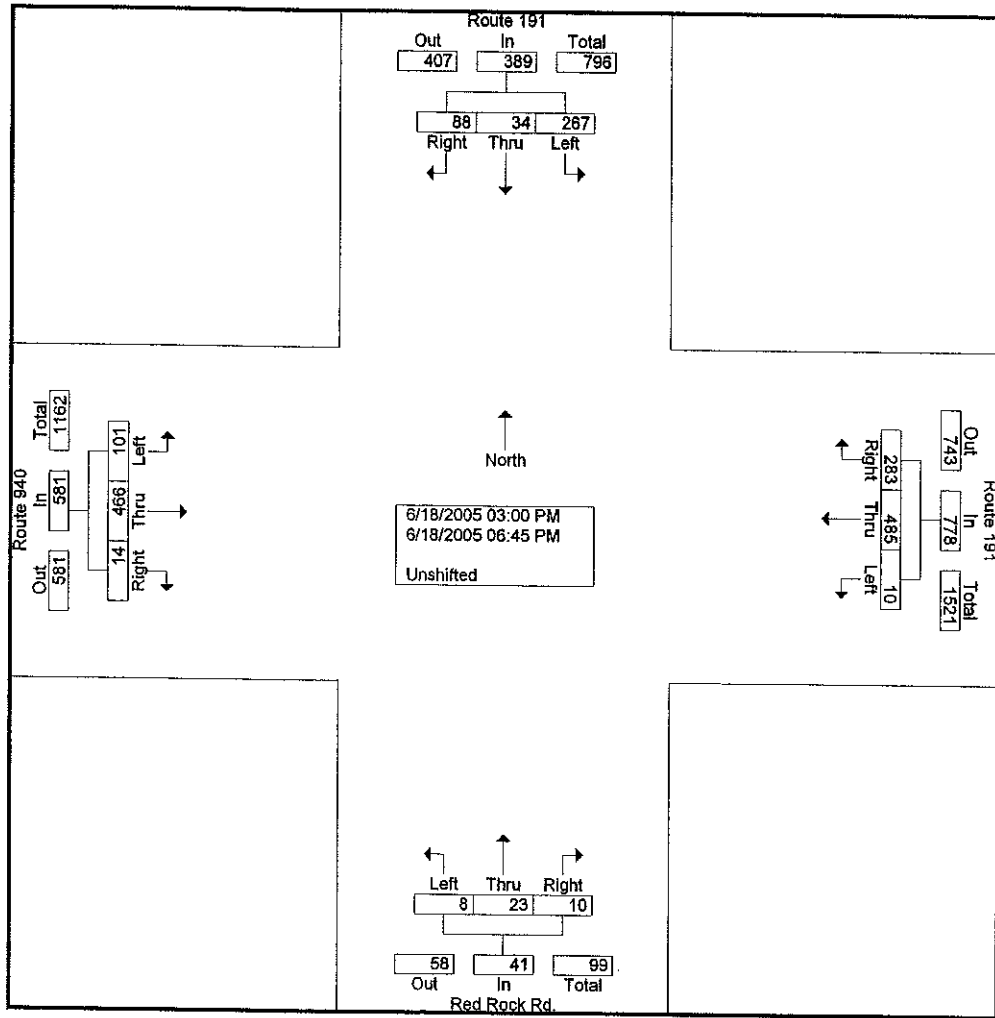 Route 191
Out In Total
407 389 796
88 34 267
Right Thru Left
North
6/18/2005 03:00 PM
6/18/2005 06:45 PM
Unshifted
Route 940
Out In Total
581 581 1162
Left Thru Right
101 466 14
Route 191
Out In Total
743 778 1521
283 485 10
Right Thru Left
Left Thru Right
8 23 10
58 41 99
Out In Total
Red Rock Rd.